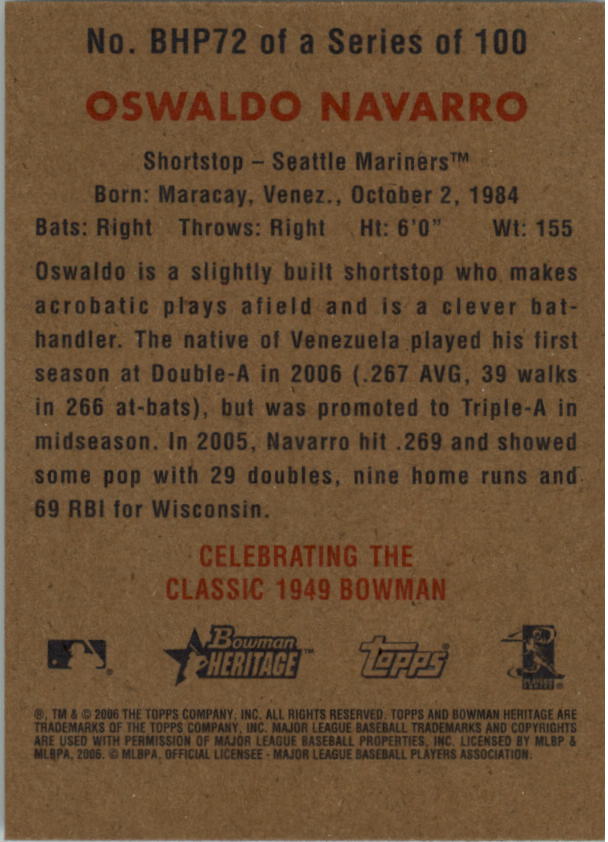 No. BHP72 of a Series of 100
OSWALDO NAVARRO
Shortstop – Seattle Mariners™
Born: Maracay, Venez., October 2, 1984
Bats: Right Throws: Right Ht: 6'0" Wt: 155
Oswaldo is a slightly built shortstop who makes
acrobatic plays afield and is a clever bat-
handler. The native of Venezuela played his first
season at Double-A in 2006 (.267 AVG, 39 walks
in 266 at-bats), but was promoted to Triple-A in
midseason. In 2005, Navarro hit .269 and showed
some pop with 29 doubles, nine home runs and
69 RBI for Wisconsin.
CELEBRATING THE
CLASSIC 1949 BOWMAN
Bowman
HERITAGE™
TOPPS®
PLAYERS
CHOICE®
®, TM & © 2006 THE TOPPS COMPANY, INC. ALL RIGHTS RESERVED. TOPPS AND BOWMAN HERITAGE ARE
TRADEMARKS OF THE TOPPS COMPANY, INC. MAJOR LEAGUE BASEBALL TRADEMARKS AND COPYRIGHTS
ARE USED WITH PERMISSION OF MAJOR LEAGUE BASEBALL PROPERTIES, INC. LICENSED BY MLBP &
MLBPA, 2006. © MLBPA, OFFICIAL LICENSEE - MAJOR LEAGUE BASEBALL PLAYERS ASSOCIATION.